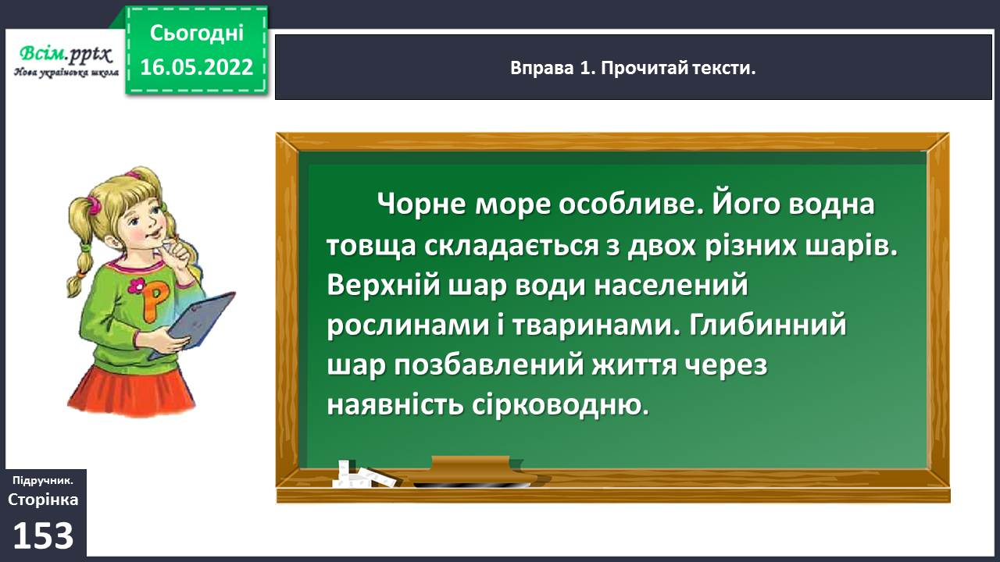 Всім.pptx
Нова українська школа
Сьогодні
16.05.2022
Вправа 1. Прочитай тексти.
Чорне море особливе. Його водна
товща складається з двох різних шарів.
Верхній шар води населений
рослинами і тваринами. Глибинний
шар позбавлений життя через
наявність сірководню.
Р
Підручник.
Сторінка
153